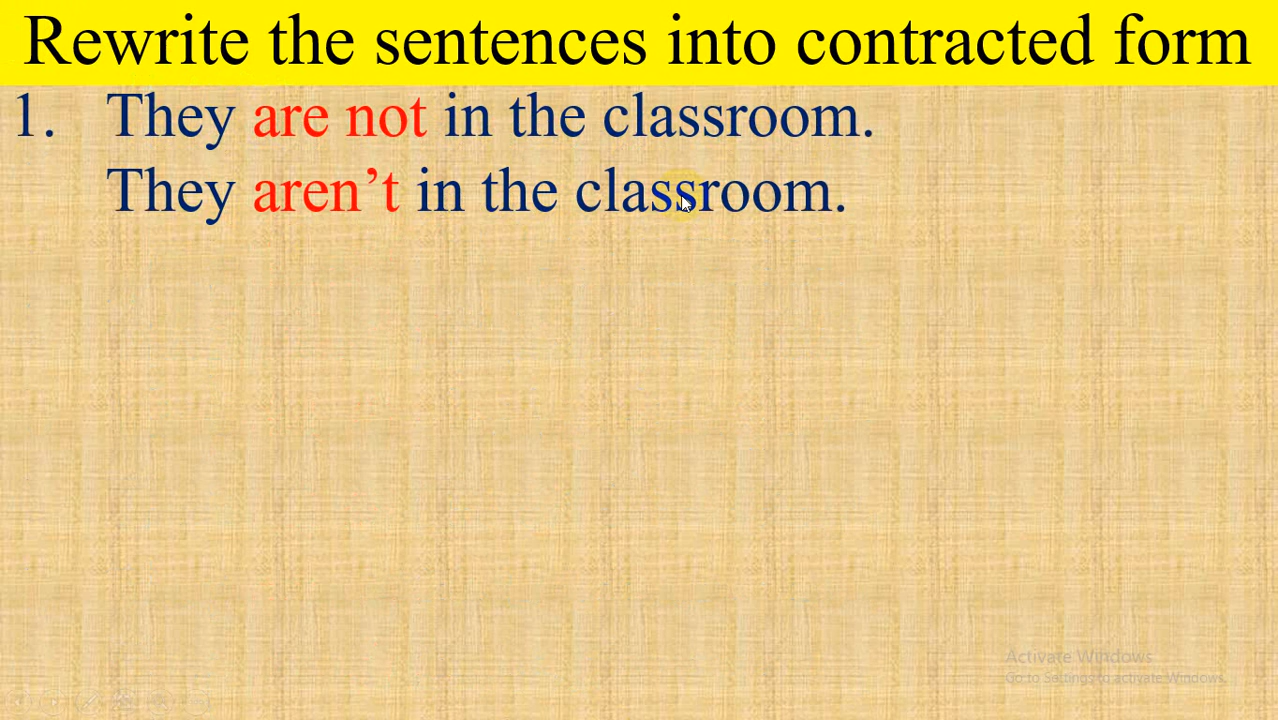 Rewrite the sentences into contracted form
1. They are not in the classroom.
They aren’t in the classroom.
Activate Windows
Go to Settings to activate Windows.